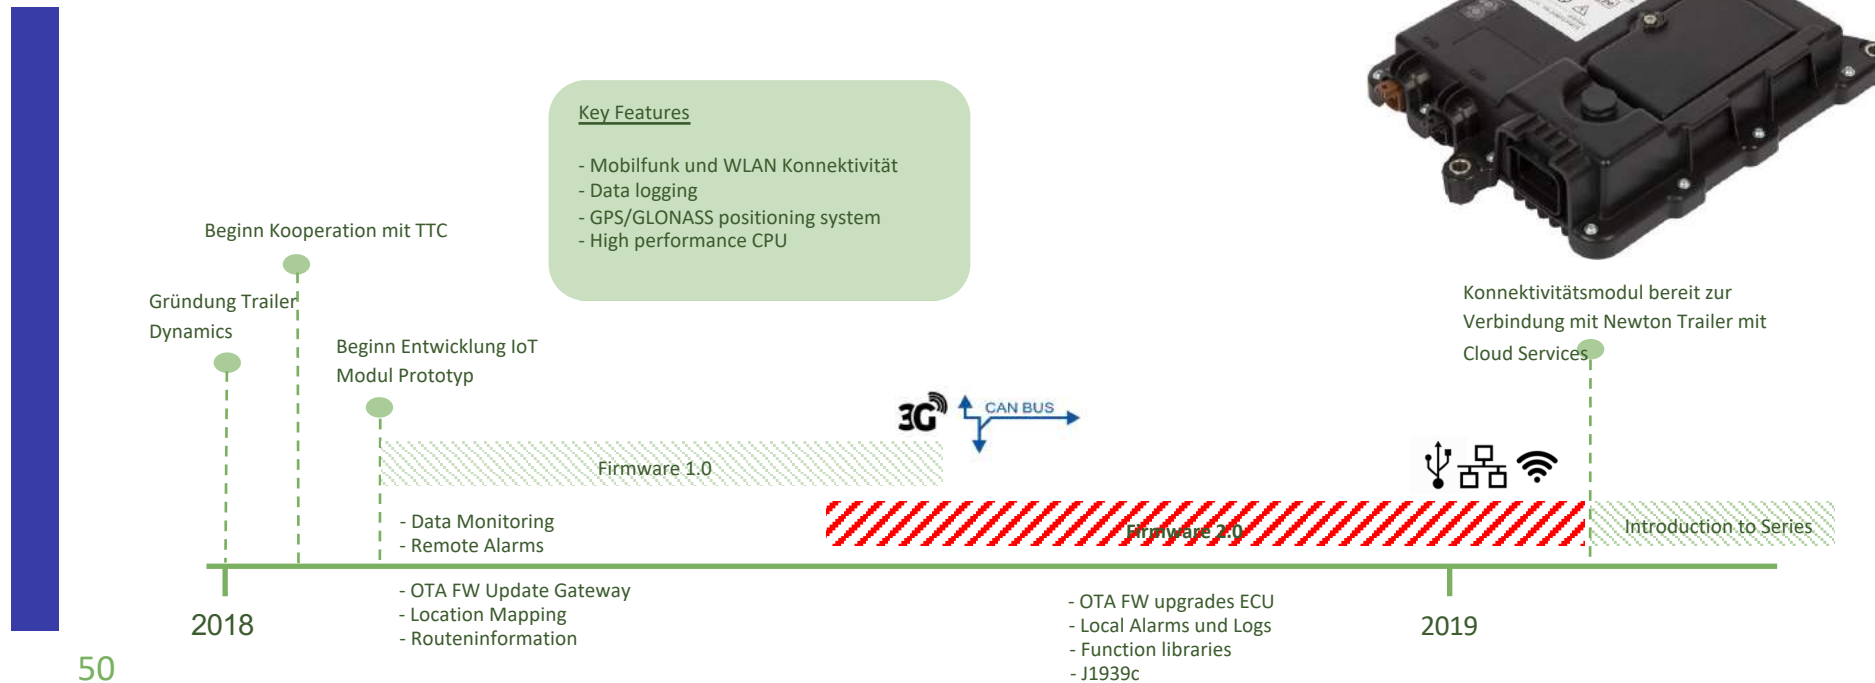 Key Features
- Mobilfunk und WLAN Konnektivität
- Data logging
- GPS/GLONASS positioning system
- High performance CPU
Beginn Kooperation mit TTC
Gründung Trailer
Dynamics
Beginn Entwicklung IoT
Modul Prototyp
Konnektivitätsmodul bereit zur
Verbindung mit Newton Trailer mit
Cloud Services
3G
CAN BUS
Firmware 1.0
Firmware 2.0
Introduction to Series
- Data Monitoring
- Remote Alarms
- OTA FW Update Gateway
- Location Mapping
- Routeninformation
- OTA FW upgrades ECU
- Local Alarms und Logs
- Function libraries
- J1939c
2018
2019
50